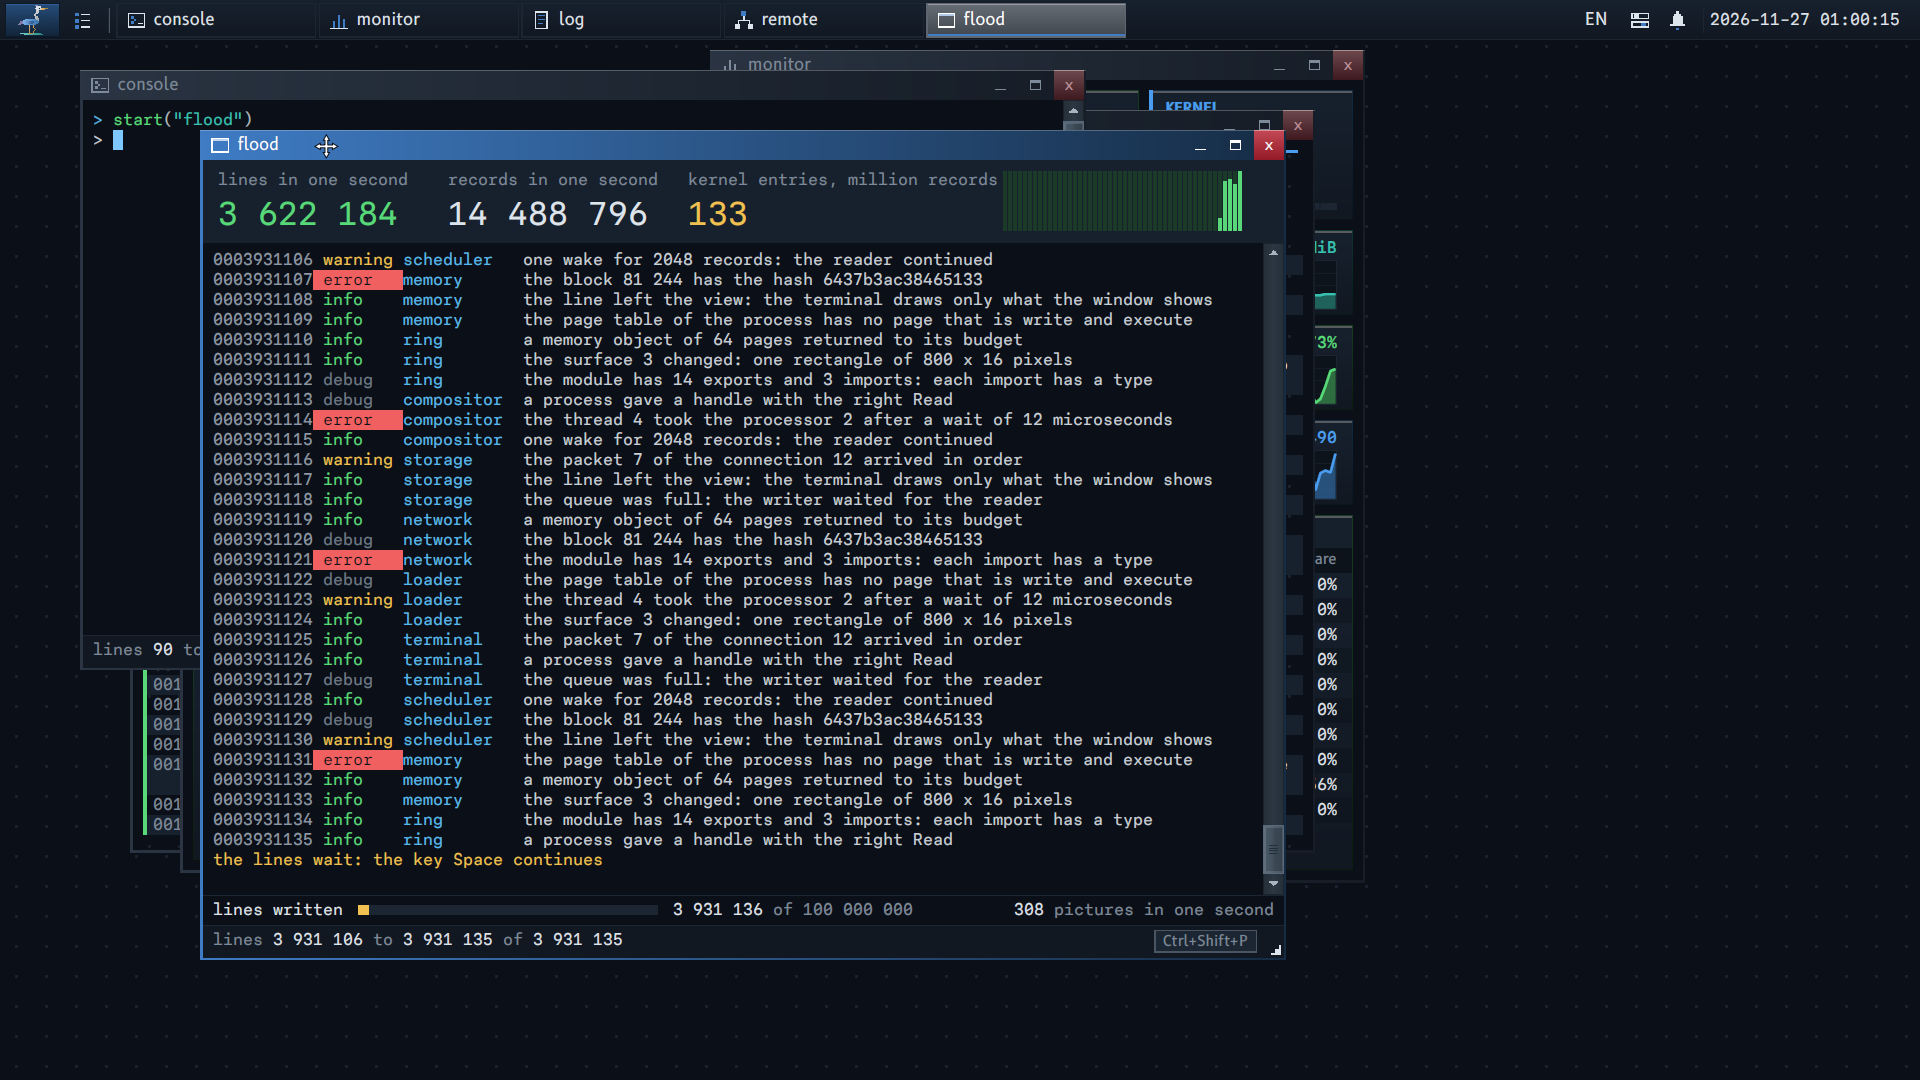 console
monitor
log
remote
flood
EN
2026-11-27 01:00:15
monitor
console
KERNEL
> start("flood")
>
flood
lines in one second
records in one second
kernel entries, million records
3 622 184
14 488 796
133
0003931106 warning scheduler one wake for 2048 records: the reader continued
0003931107 error memory the block 81 244 has the hash 6437b3ac38465133
0003931108 info memory the line left the view: the terminal draws only what the window shows
0003931109 info memory the page table of the process has no page that is write and execute
0003931110 info ring a memory object of 64 pages returned to its budget
0003931111 info ring the surface 3 changed: one rectangle of 800 x 16 pixels
0003931112 debug ring the module has 14 exports and 3 imports: each import has a type
0003931113 debug compositor a process gave a handle with the right Read
0003931114 error compositor the thread 4 took the processor 2 after a wait of 12 microseconds
0003931115 info compositor one wake for 2048 records: the reader continued
0003931116 warning storage the packet 7 of the connection 12 arrived in order
0003931117 info storage the line left the view: the terminal draws only what the window shows
0003931118 info storage the queue was full: the writer waited for the reader
0003931119 info network a memory object of 64 pages returned to its budget
0003931120 debug network the block 81 244 has the hash 6437b3ac38465133
0003931121 error network the module has 14 exports and 3 imports: each import has a type
0003931122 debug loader the page table of the process has no page that is write and execute
0003931123 warning loader the thread 4 took the processor 2 after a wait of 12 microseconds
0003931124 info loader the surface 3 changed: one rectangle of 800 x 16 pixels
0003931125 info terminal the packet 7 of the connection 12 arrived in order
0003931126 info terminal a process gave a handle with the right Read
0003931127 debug terminal the queue was full: the writer waited for the reader
0003931128 info scheduler one wake for 2048 records: the reader continued
0003931129 debug scheduler the block 81 244 has the hash 6437b3ac38465133
0003931130 warning scheduler the line left the view: the terminal draws only what the window shows
0003931131 error memory the page table of the process has no page that is write and execute
0003931132 info memory a memory object of 64 pages returned to its budget
0003931133 info memory the surface 3 changed: one rectangle of 800 x 16 pixels
0003931134 info ring the module has 14 exports and 3 imports: each import has a type
0003931135 info ring a process gave a handle with the right Read
the lines wait: the key Space continues
lines written
3 931 136 of 100 000 000
308 pictures in one second
lines 3 931 106 to 3 931 135 of 3 931 135
Ctrl+Shift+P
lines 90 to
001
001
001
001
001
001
001
iB
3%
90
are
0%
0%
0%
0%
0%
0%
0%
0%
6%
0%